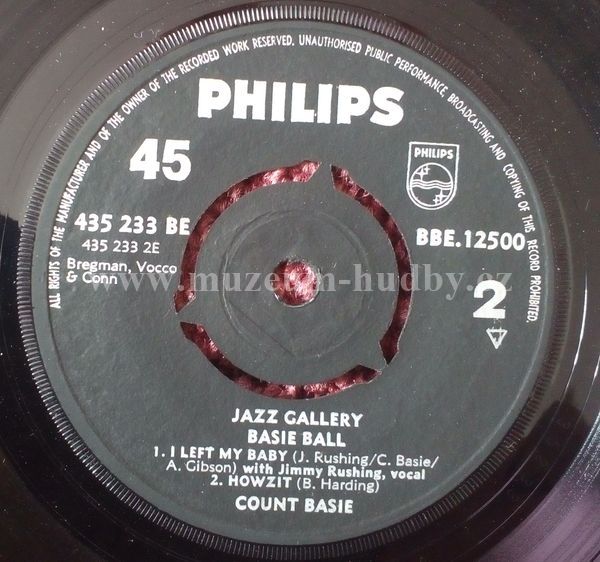 ALL RIGHTS OF THE MANUFACTURER AND OF THE OWNER OF THE RECORDED WORK RESERVED. UNAUTHORISED PUBLIC PERFORMANCE, BROADCASTING AND COPYING OF THIS RECORD PROHIBITED.
PHILIPS
45
PHILIPS
435 233 BE
BBE.12500
435 233 2E
Bregman, Vocco
& Conn
www.muzeum-hudby.cz
2
JAZZ GALLERY
BASIE BALL
1. I LEFT MY BABY (J. Rushing/C. Basie/
A. Gibson) with Jimmy Rushing, vocal
2. HOWZIT (B. Harding)
COUNT BASIE